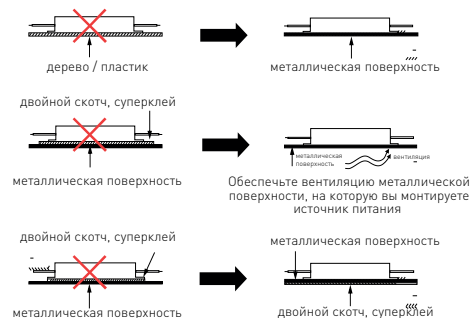 дерево / пластик
металлическая поверхность
двойной скотч, суперклей
металлическая поверхность
металлическая
поверхность
вентиляция
Обеспечьте вентиляцию металлической
поверхности, на которую вы монтируете
источник питания
двойной скотч, суперклей
металлическая поверхность
металлическая поверхность
двойной скотч, суперклей